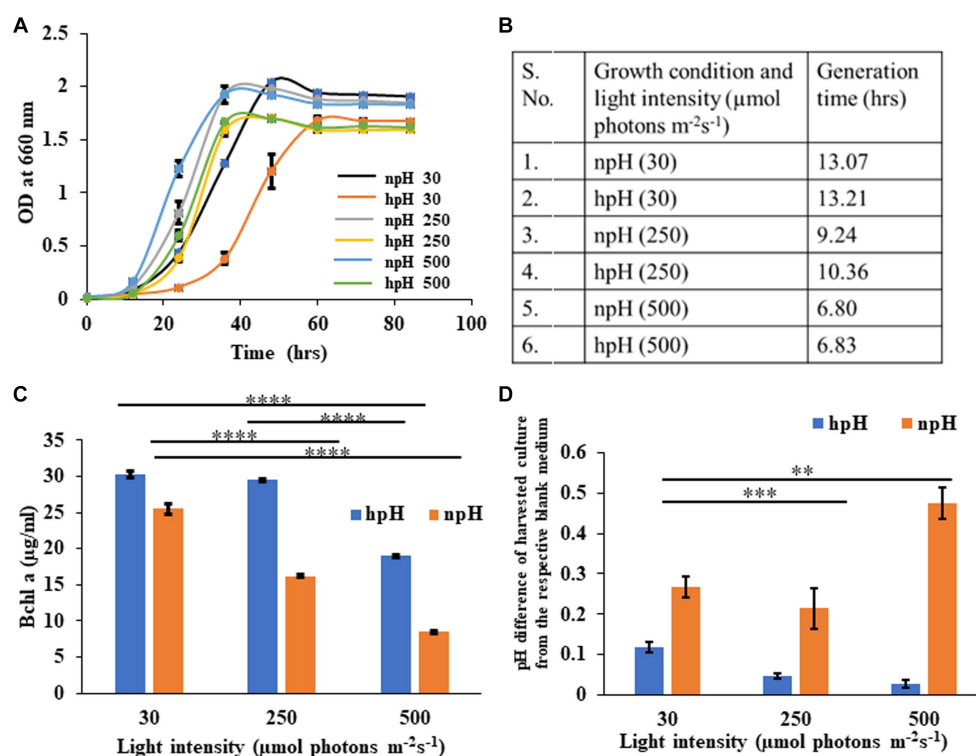 A
OD at 660 nm
2.5
2
1.5
1
0.5
0
0 20 40 60 80 100
Time (hrs)
npH 30
hpH 30
npH 250
hpH 250
npH 500
hpH 500
B
S. No. | Growth condition and light intensity (µmol photons m⁻²s⁻¹) | Generation time (hrs)
1. npH (30) 13.07
2. hpH (30) 13.21
3. npH (250) 9.24
4. hpH (250) 10.36
5. npH (500) 6.80
6. hpH (500) 6.83
C
****
****
****
****
hpH npH
Bchl a (µg/ml)
35
30
25
20
15
10
5
0
30 250 500
Light intensity (µmol photons m⁻²s⁻¹)
D
hpH npH
**
***
pH difference of harvested culture
from the respective blank medium
0.6
0.5
0.4
0.3
0.2
0.1
0
30 250 500
Light intensity (µmol photons m⁻²s⁻¹)